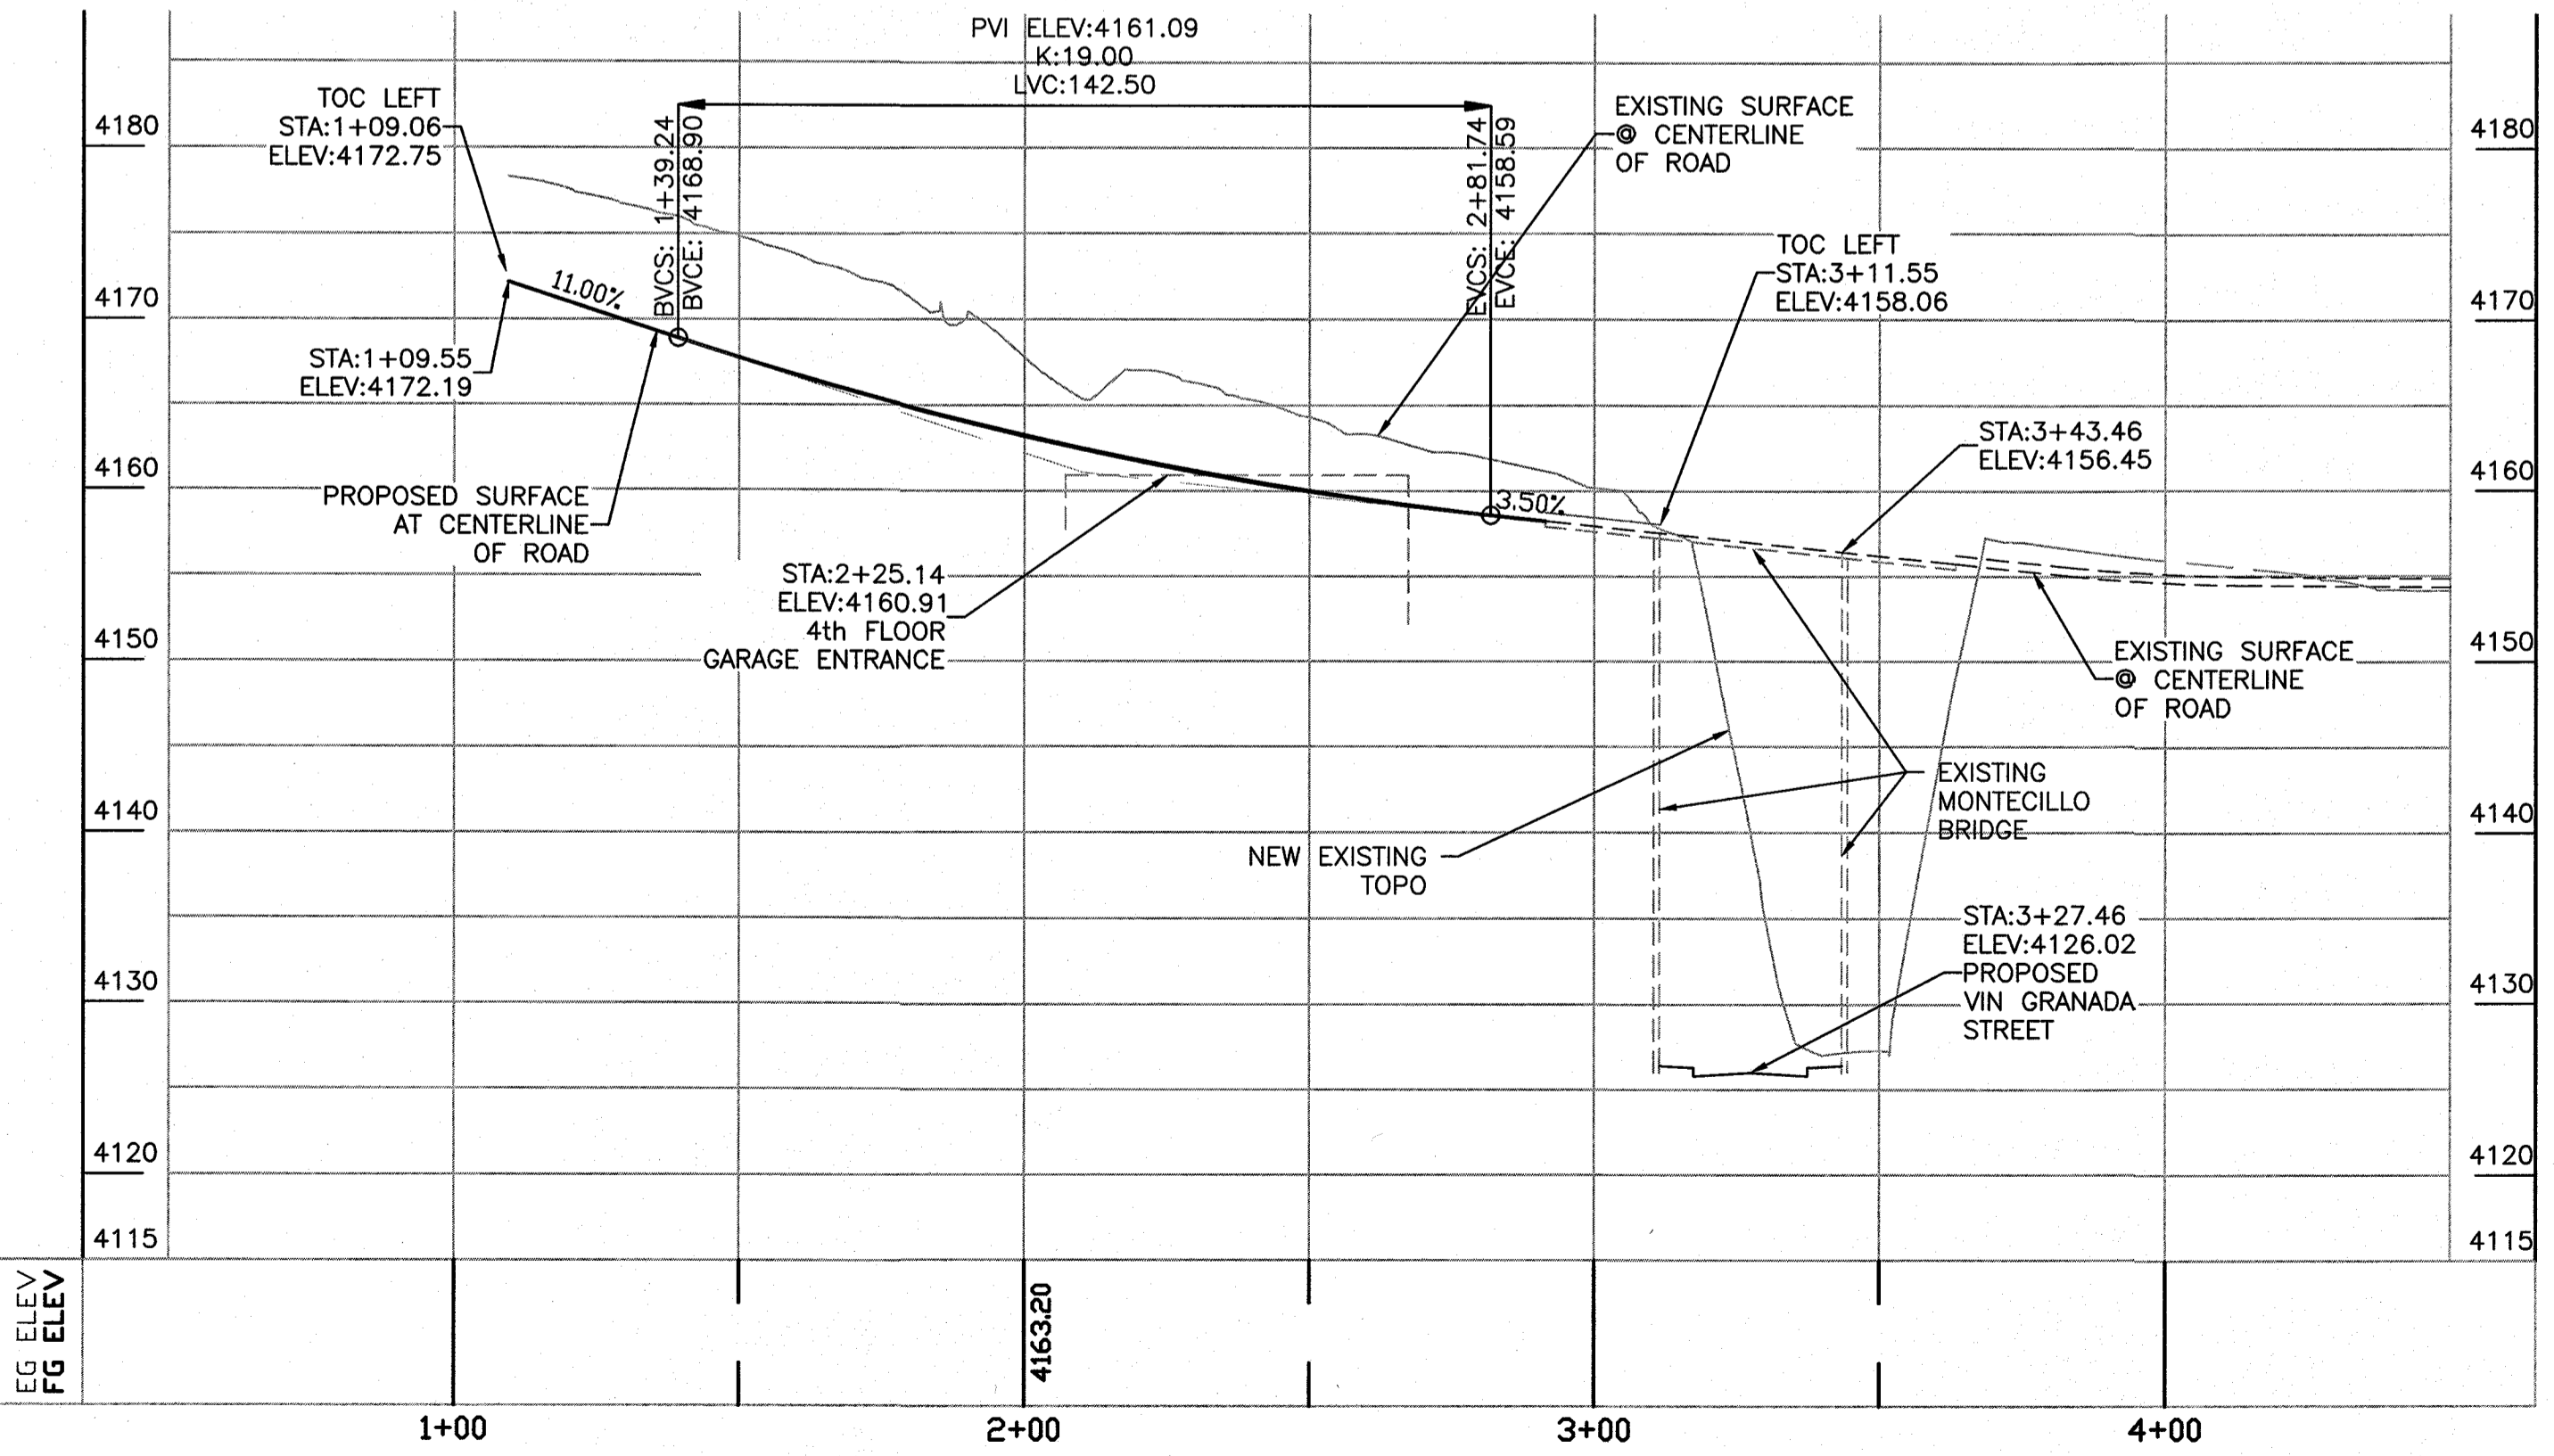 PVI ELEV:4161.09
K:19.00
LVC:142.50
TOC LEFT
STA:1+09.06
ELEV:4172.75
BVCS: 1+39.24
BVCE: 4168.90
EVCS: 2+81.74
EVCE: 4158.59
EXISTING SURFACE
@ CENTERLINE
OF ROAD
4180
4180
TOC LEFT
STA:3+11.55
ELEV:4158.06
11.00%
4170
4170
STA:1+09.55
ELEV:4172.19
STA:3+43.46
ELEV:4156.45
4160
4160
PROPOSED SURFACE
AT CENTERLINE
OF ROAD
3.50%
STA:2+25.14
ELEV:4160.91
4th FLOOR
GARAGE ENTRANCE
4150
4150
EXISTING SURFACE
@ CENTERLINE
OF ROAD
EXISTING
MONTECILLO
BRIDGE
4140
4140
NEW EXISTING
TOPO
STA:3+27.46
ELEV:4126.02
PROPOSED
VIN GRANADA
STREET
4130
4130
4120
4120
4115
4115
EG ELEV
FG ELEV
4163.20
1+00
2+00
3+00
4+00